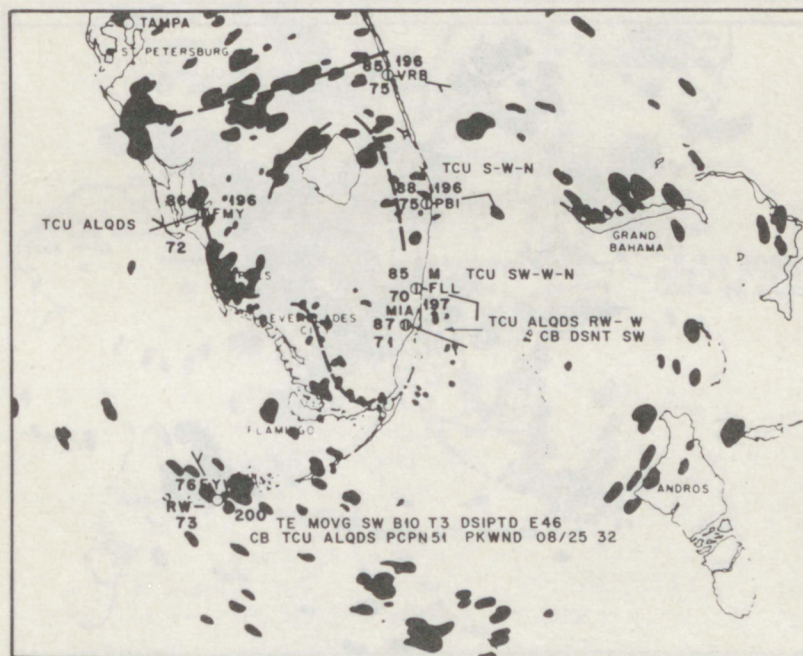 TAMPA
ST. PETERSBURG
85 196
VRB
75
TCU S-W-N
88 196
75 PBI
86 196
TCU ALQDS FMY
72
GRAND
BAHAMA
85 M TCU SW-W-N
FLL
70
MIA 197
87 TCU ALQDS RW- W
71 CB DSNT SW
EVERGLADES
FLAMINGO
76 EYW
RW-
73 200
ANDROS
TE MOVG SW B10 T3 DSIPTD E46
CB TCU ALQDS PCPN51 PKWND 08/25 32